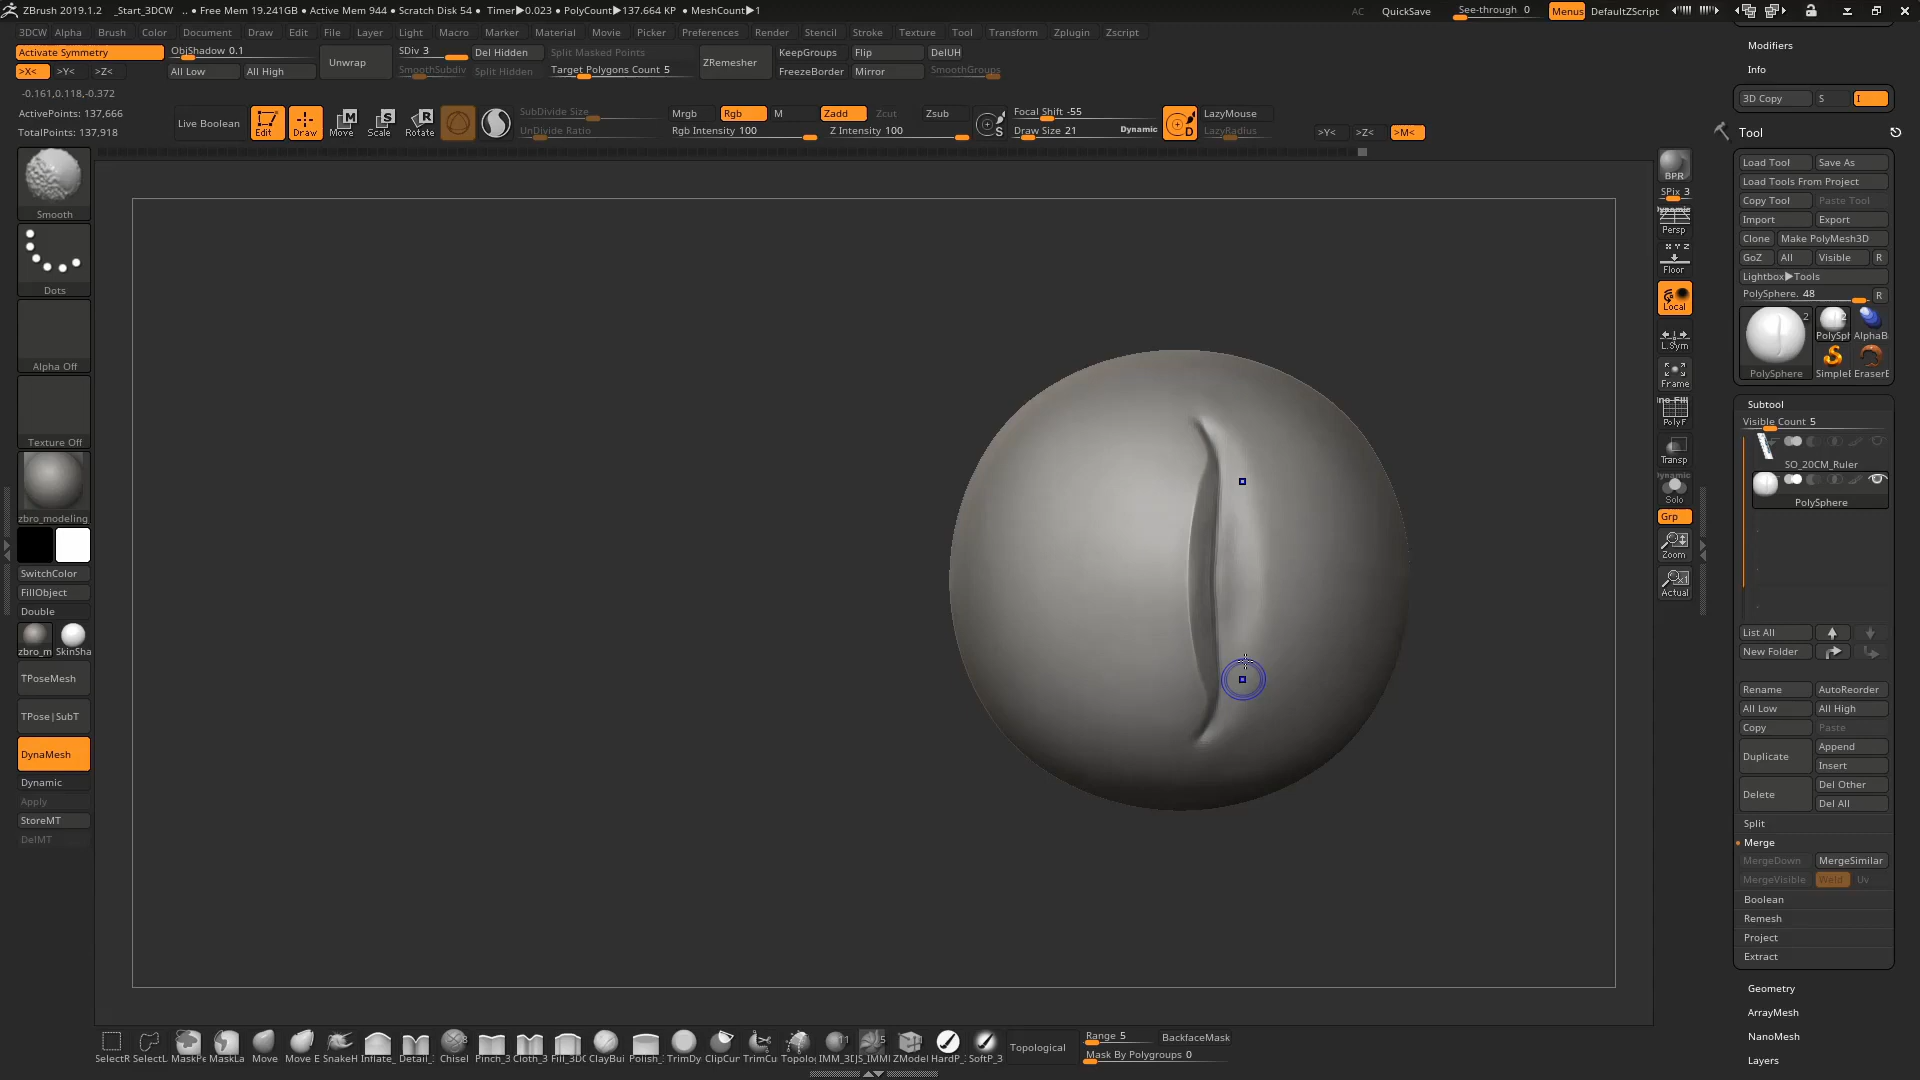 ZBrush 2019.1.2 _Start_3DCW .. • Free Mem 19.241GB • Active Mem 944 • Scratch Disk 54 • Timer▶0.023 • PolyCount▶137.664 KP • MeshCount▶1 AC QuickSave See-through 0 Menus DefaultZScript
3DCW Alpha Brush Color Document Draw Edit File Layer Light Macro Marker Material Movie Picker Preferences Render Stencil Stroke Texture Tool Transform Zplugin Zscript
Activate Symmetry ObjShadow 0.1 Unwrap SDiv 3 Del Hidden Split Masked Points ZRemesher KeepGroups Flip DelUH
>X< >Y< >Z< All Low All High SmoothSubdiv Split Hidden Target Polygons Count 5 FreezeBorder Mirror SmoothGroups
-0.161,0.118,-0.372
ActivePoints: 137,666
TotalPoints: 137,918
Live Boolean Edit Draw Move Scale Rotate
SubDivide Size
UnDivide Ratio
Mrgb Rgb M Zadd Zcut Zsub
Rgb Intensity 100 Z Intensity 100
S Focal Shift -55
Draw Size 21 Dynamic
D LazyMouse
LazyRadius
>Y< >Z< >M<
Smooth
Dots
Alpha Off
Texture Off
zbro_modeling
SwitchColor
FillObject
Double
zbro_m SkinSha
TPoseMesh
TPose|SubT
DynaMesh
Dynamic
Apply
StoreMT
DelMT
BPR
SPix 3
Dynamic
Persp
X Y Z
Floor
Local
L.Sym
Frame
PolyF
Transp
Dynamic
Solo
Grp
Zoom
Actual
Modifiers
Info
3D Copy S I
Tool
Load Tool Save As
Load Tools From Project
Copy Tool Paste Tool
Import Export
Clone Make PolyMesh3D
GoZ All Visible R
Lightbox▶Tools
PolySphere. 48 R
2 2
PolySph AlphaB
PolySphere SimpleB EraserB
Subtool
Visible Count 5
SO_20CM_Ruler
PolySphere
List All
New Folder
Rename AutoReorder
All Low All High
Copy Paste
Duplicate Append
Insert
Delete Del Other
Del All
Split
Merge
MergeDown MergeSimilar
MergeVisible Weld Uv
Boolean
Remesh
Project
Extract
Geometry
ArrayMesh
NanoMesh
Layers
SelectR SelectL MaskPe MaskLa Move Move E SnakeH Inflate_ Detail_ Chisel Pinch_3 Cloth_3 Fill_3DC ClayBui Polish_ TrimDy ClipCur TrimCu Topolo ZModel HardP_ SoftP_3
Topological Range 5 BackfaceMask
Mask By Polygroups 0